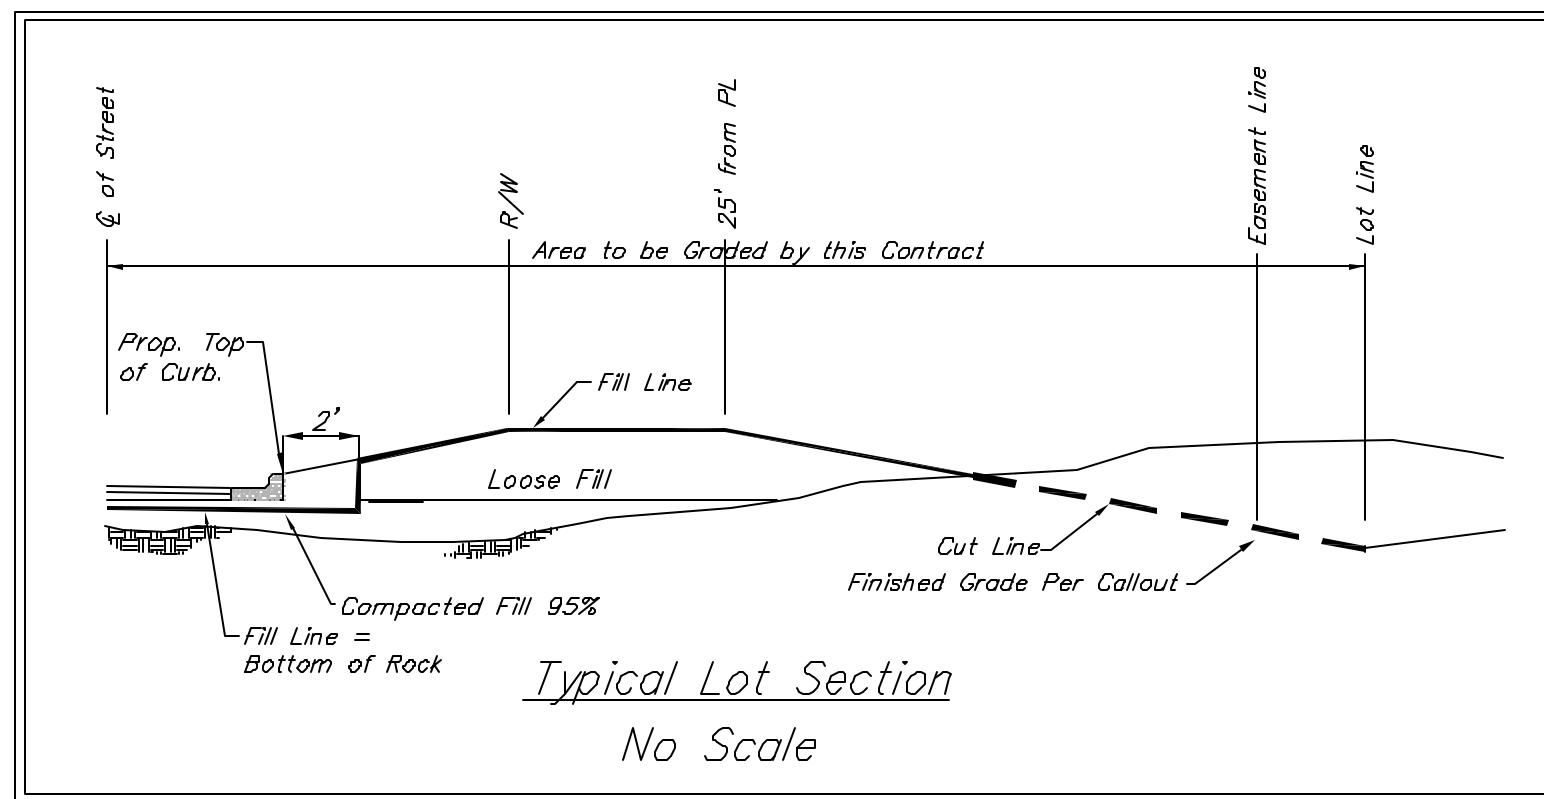 ℄ of Street
R/W
25' from PL
Easement Line
Lot Line
Area to be Graded by this Contract
Prop. Top
of Curb.
Fill Line
2'
Loose Fill
Cut Line
Finished Grade Per Callout
Compacted Fill 95%
Fill Line =
Bottom of Rock
Typical Lot Section
No Scale